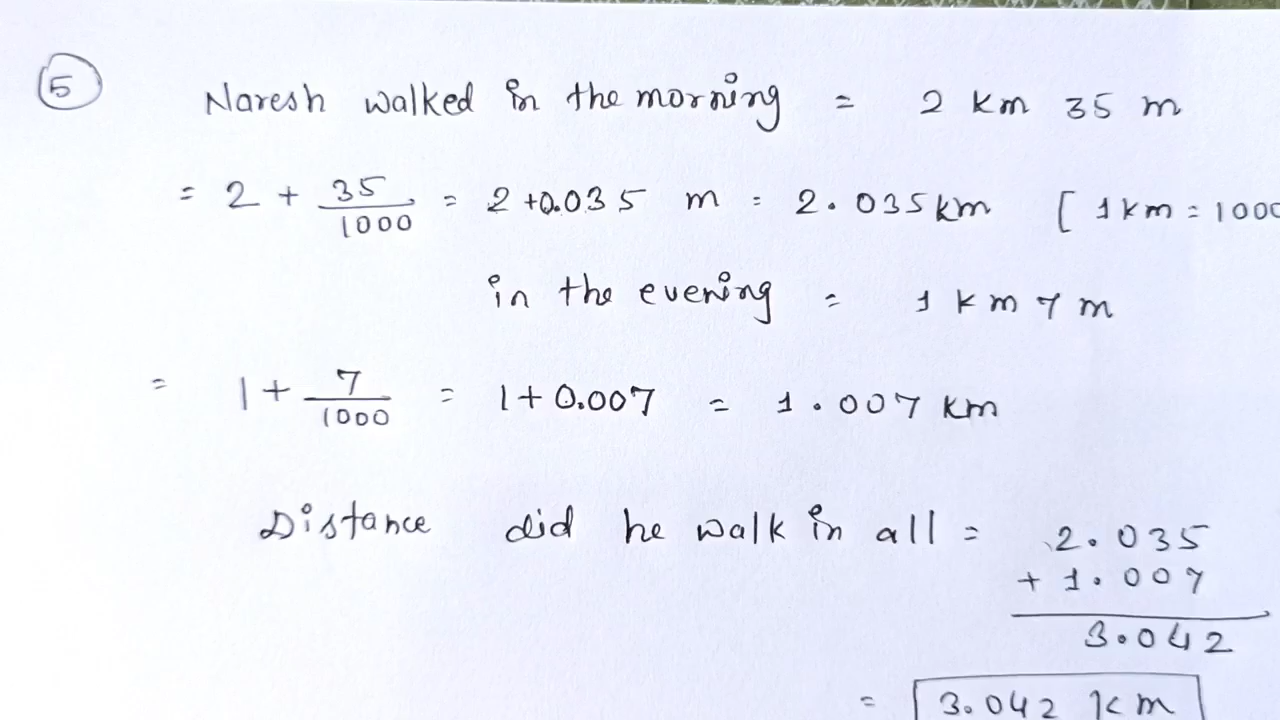 5 Naresh walked in the morning = 2 km 35 m
= 2 + 35/1000 = 2 + 0.035 m = 2.035 km [ 1 km = 1000
in the evening = 1 km 7 m
= 1 + 7/1000 = 1 + 0.007 = 1.007 km
Distance did he walk in all = 2.035
+ 1.007
3.042
= 3.042 km